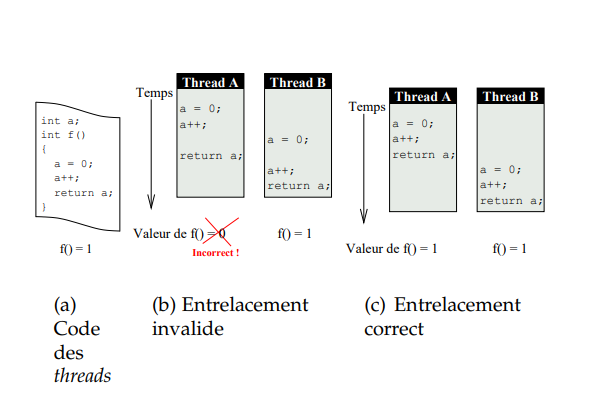 int a;
int f()
{
a = 0;
a++;
return a;
}
f() = 1
Temps
Thread A
a = 0;
a++;
return a;
Thread B
a = 0;
a++;
return a;
Valeur de f() = 0
Incorrect !
f() = 1
Temps
Thread A
a = 0;
a++;
return a;
Thread B
a = 0;
a++;
return a;
Valeur de f() = 1
f() = 1
(a)
Code
des
threads
(b) Entrelacement
invalide
(c) Entrelacement
correct